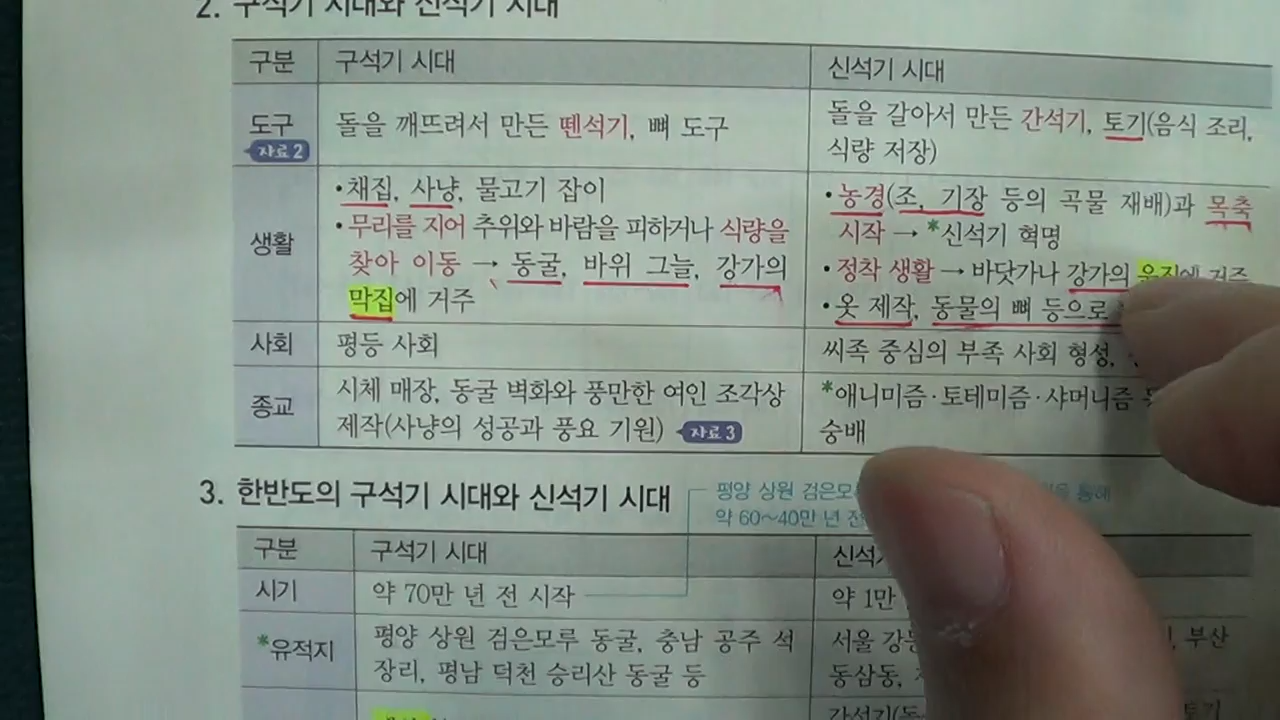 2. 구석기 시대와 신석기 시대
구분 구석기 시대 신석기 시대
도구
자료 2
돌을 깨뜨려서 만든 뗀석기, 뼈 도구
돌을 갈아서 만든 간석기, 토기(음식 조리,
식량 저장)
생활
• 채집, 사냥, 물고기 잡이
• 무리를 지어 추위와 바람을 피하거나 식량을
찾아 이동 → 동굴, 바위 그늘, 강가의
막집에 거주
• 농경(조, 기장 등의 곡물 재배)과 목축
시작 → *신석기 혁명
• 정착 생활 → 바닷가나 강가의 움집에 거주
• 옷 제작, 동물의 뼈 등으로
사회
평등 사회
씨족 중심의 부족 사회 형성,
종교
시체 매장, 동굴 벽화와 풍만한 여인 조각상
제작(사냥의 성공과 풍요 기원) 자료 3
*애니미즘·토테미즘·샤머니즘
숭배
3. 한반도의 구석기 시대와 신석기 시대
평양 상원 검은모루 통해
약 60~40만 년 전
구분 구석기 시대
시기 약 70만 년 전 시작 약 1만
*유적지
평양 상원 검은모루 동굴, 충남 공주 석
장리, 평남 덕천 승리산 동굴 등
서울 부산
동삼동,
간석기 토기